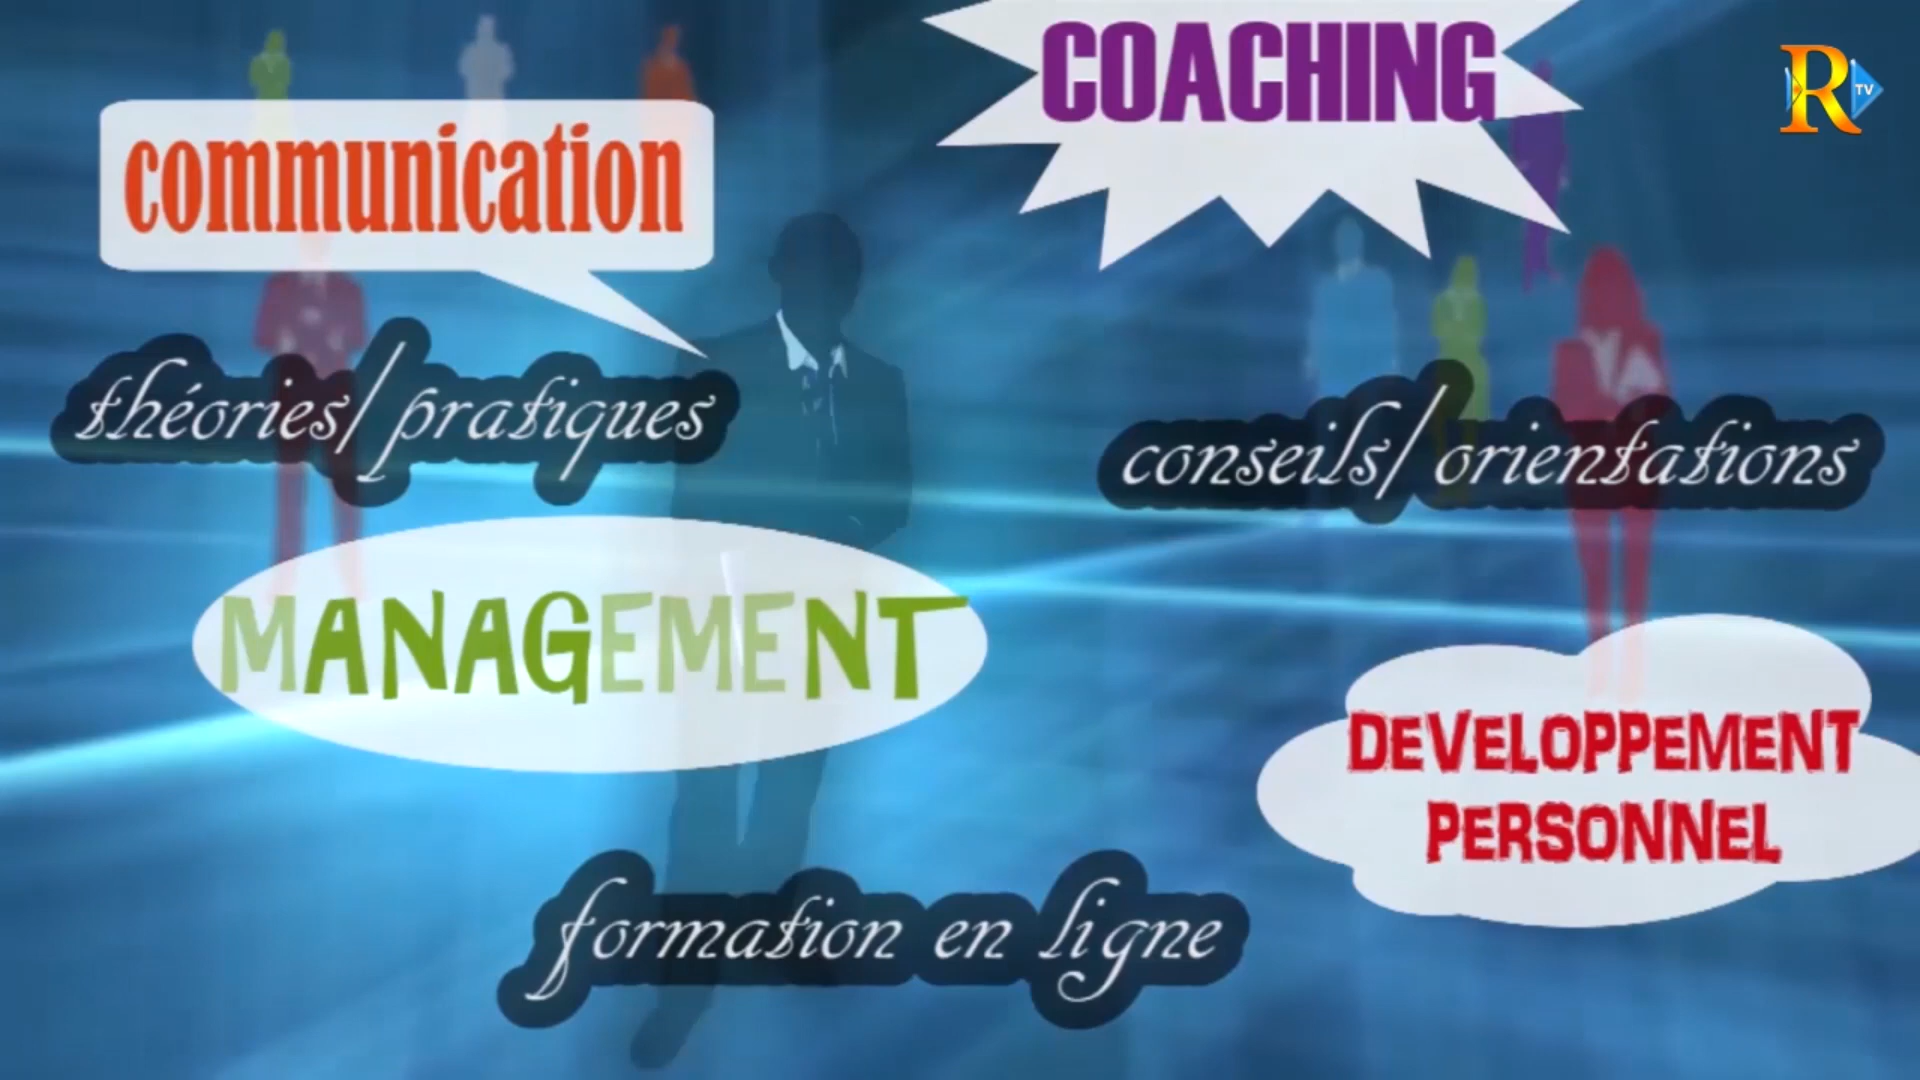 COACHING
R TV
communication
théories/pratiques
conseils/orientations
MANAGEMENT
DEVELOPPEMENT
PERSONNEL
formation en ligne